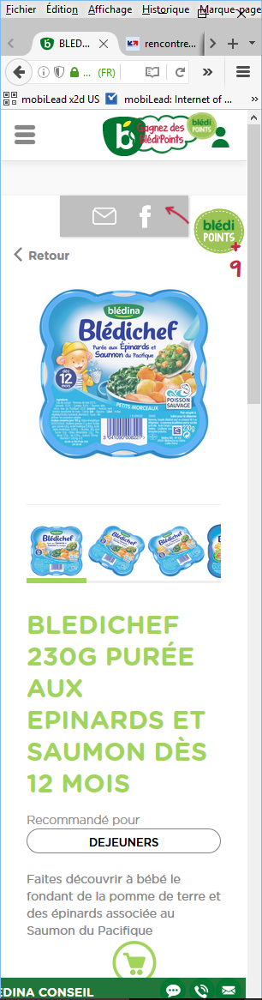 Fichier Édition Affichage Historique Marque-page
BLED... rencontre...
... (FR)
mobiLead x2d US mobiLead: Internet of ... »
Gagnez des
BlédiPoints
blédi
POINTS
blédi
POINTS
+
9
Retour
blédina
Blédichef
Purée aux Épinards et
Saumon du Pacifique
dès
12
mois
PETITS MORCEAUX
POISSON
SAUVAGE
230g
BLEDICHEF
230G PURÉE
AUX
EPINARDS ET
SAUMON DÈS
12 MOIS
Recommandé pour
DEJEUNERS
Faites découvrir à bébé le
fondant de la pomme de terre et
des épinards associée au
Saumon du Pacifique
EDINA CONSEIL